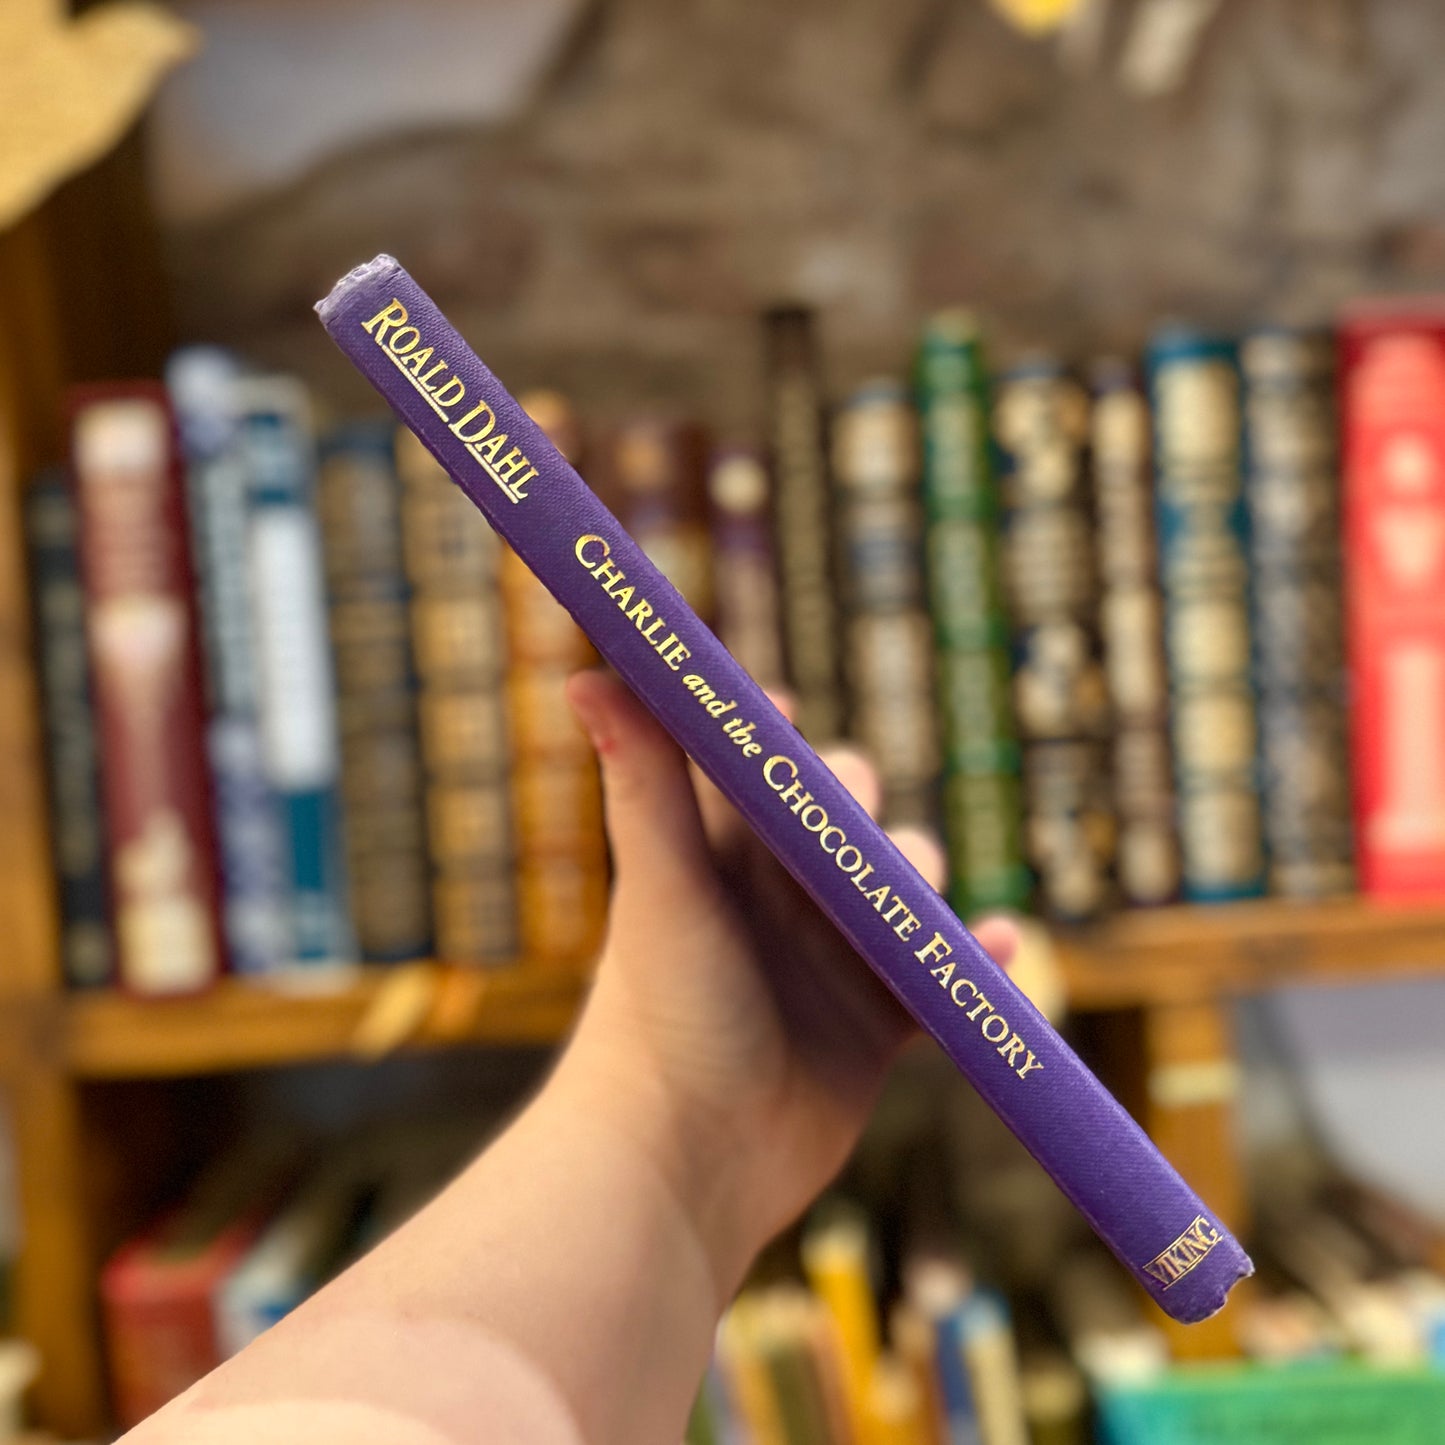 ROALD DAHL
CHARLIE and the CHOCOLATE FACTORY
VIKING